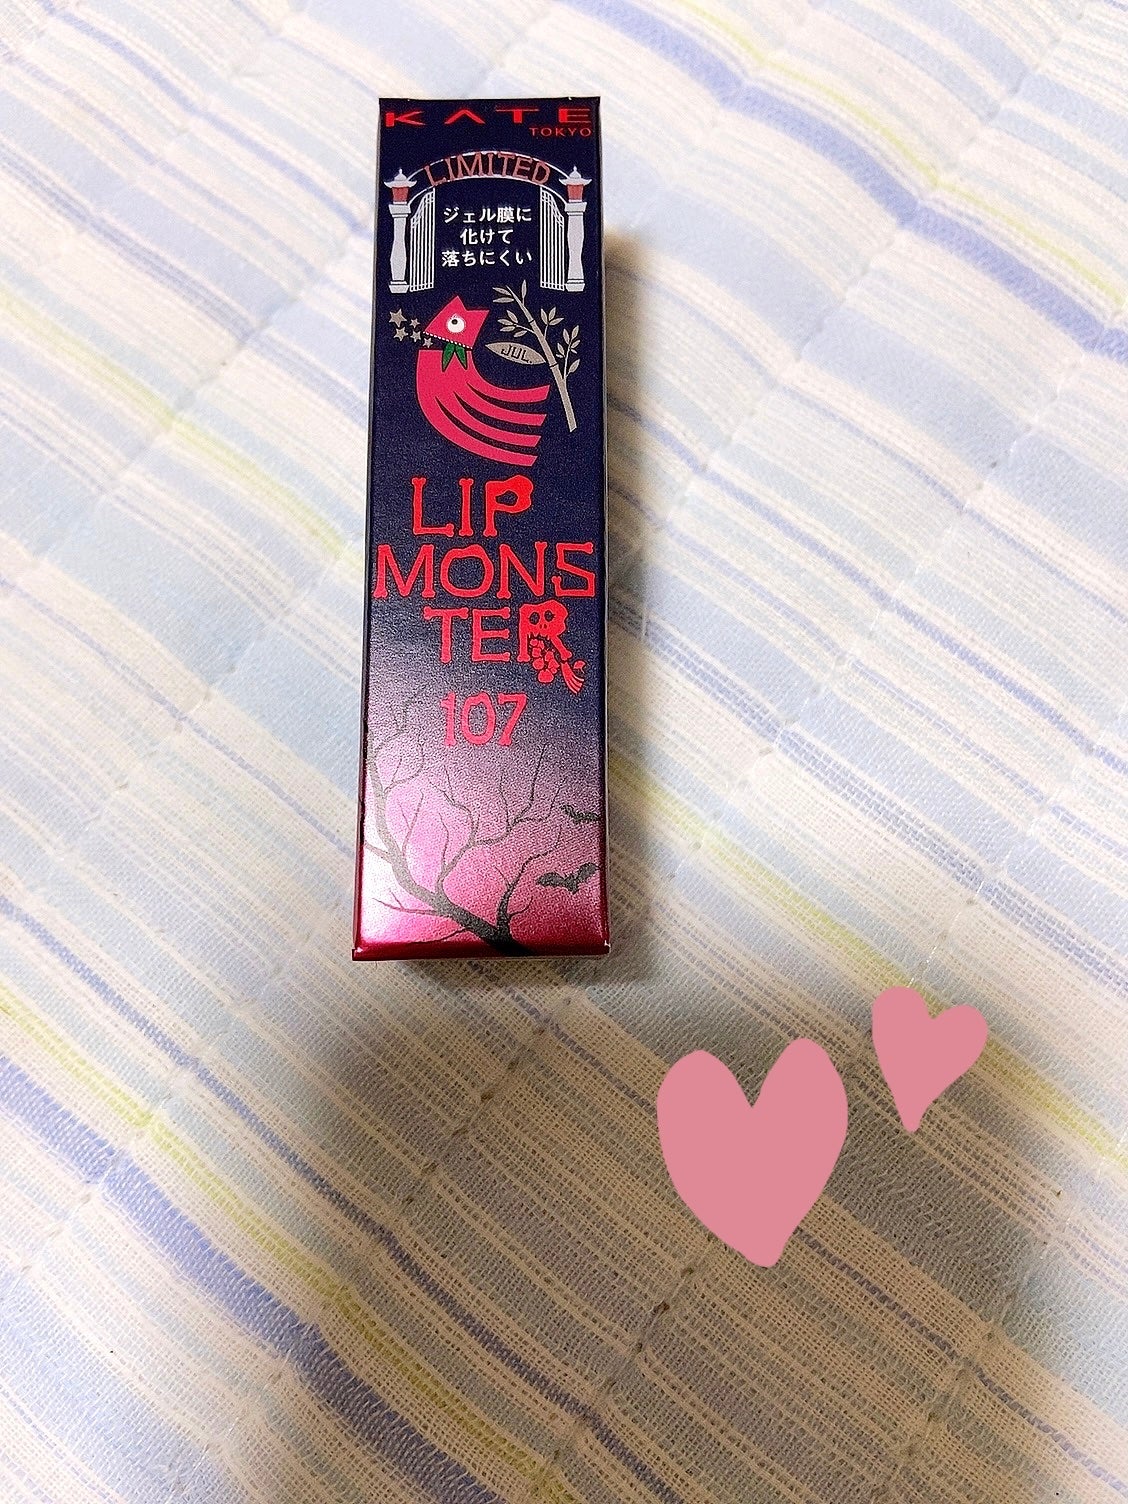 KATE
TOKYO
LIMITED
ジェル膜に
化けて
落ちにくい
JUL.
LIP
MONS
TER
107